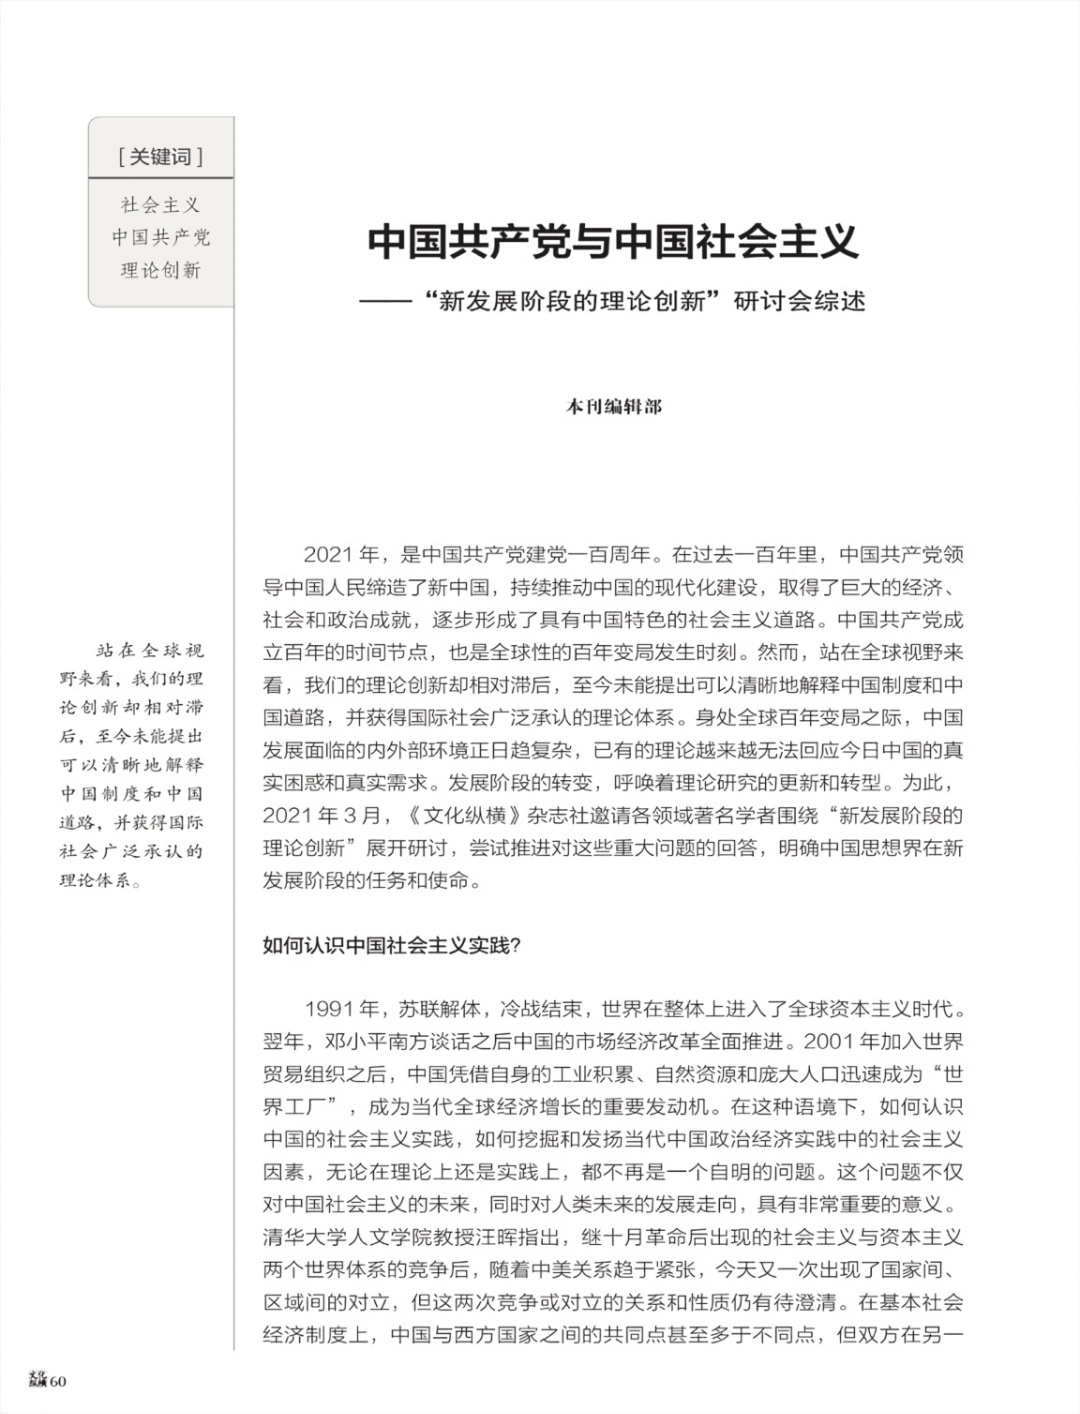 [关键词]
社会主义
中国共产党
理论创新
中国共产党与中国社会主义
——“新发展阶段的理论创新”研讨会综述
本刊编辑部
2021年，是中国共产党建党一百周年。在过去一百年里，中国共产党领
导中国人民缔造了新中国，持续推动中国的现代化建设，取得了巨大的经济、
社会和政治成就，逐步形成了具有中国特色的社会主义道路。中国共产党成
立百年的时间节点，也是全球性的百年变局发生时刻。然而，站在全球视野来
看，我们的理论创新却相对滞后，至今未能提出可以清晰地解释中国制度和中
国道路，并获得国际社会广泛承认的理论体系。身处全球百年变局之际，中国
发展面临的内外部环境正日趋复杂，已有的理论越来越无法回应今日中国的真
实困惑和真实需求。发展阶段的转变，呼唤着理论研究的更新和转型。为此，
2021年3月，《文化纵横》杂志社邀请各领域著名学者围绕“新发展阶段的
理论创新”展开研讨，尝试推进对这些重大问题的回答，明确中国思想界在新
发展阶段的任务和使命。
站在全球视
野来看，我们的理
论创新却相对滞
后，至今未能提出
可以清晰地解释
中国制度和中国
道路，并获得国际
社会广泛承认的
理论体系。
如何认识中国社会主义实践?
1991年，苏联解体，冷战结束，世界在整体上进入了全球资本主义时代。
翌年，邓小平南方谈话之后中国的市场经济改革全面推进。2001年加入世界
贸易组织之后，中国凭借自身的工业积累、自然资源和庞大人口迅速成为“世
界工厂”，成为当代全球经济增长的重要发动机。在这种语境下，如何认识
中国的社会主义实践，如何挖掘和发扬当代中国政治经济实践中的社会主义
因素，无论在理论上还是实践上，都不再是一个自明的问题。这个问题不仅
对中国社会主义的未来，同时对人类未来的发展走向，具有非常重要的意义。
清华大学人文学院教授汪晖指出，继十月革命后出现的社会主义与资本主义
两个世界体系的竞争后，随着中美关系趋于紧张，今天又一次出现了国家间、
区域间的对立，但这两次竞争或对立的关系和性质仍有待澄清。在基本社会
经济制度上，中国与西方国家之间的共同点甚至多于不同点，但双方在另一
文化
纵横 60